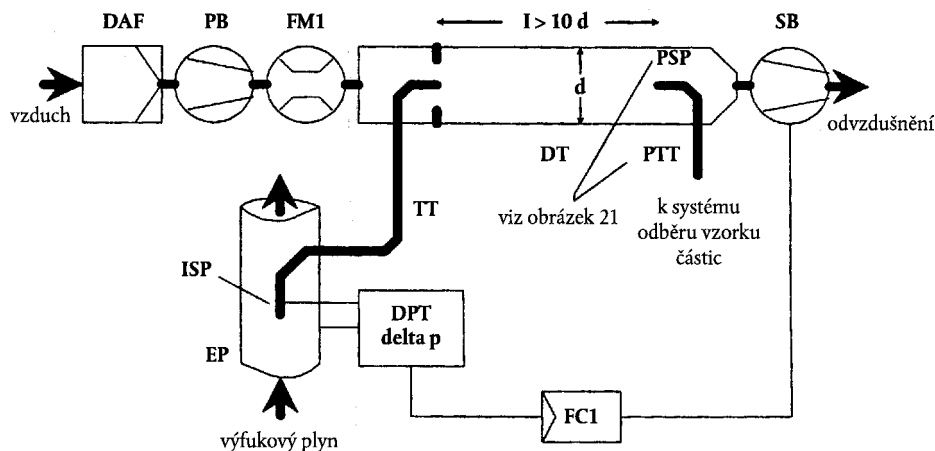 DAF
PB
FM1
l > 10 d
SB
PSP
d
vzduch
odvzdušnění
DT
PTT
TT
viz obrázek 21
k systému
odběru vzorku
částic
ISP
DPT
delta p
EP
FC1
výfukový plyn